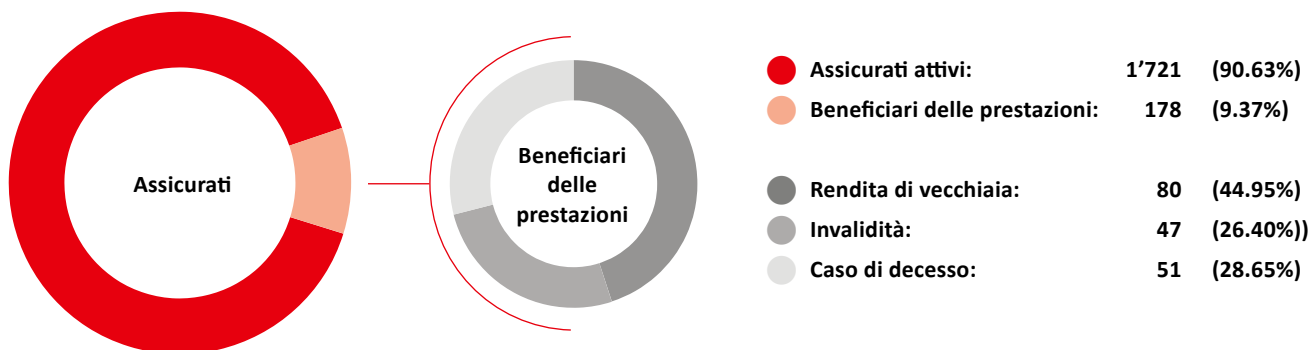 Assicurati
Beneficiari
delle
prestazioni
Assicurati attivi: 1’721 (90.63%)
Beneficiari delle prestazioni: 178 (9.37%)
Rendita di vecchiaia: 80 (44.95%)
Invalidità: 47 (26.40%))
Caso di decesso: 51 (28.65%)